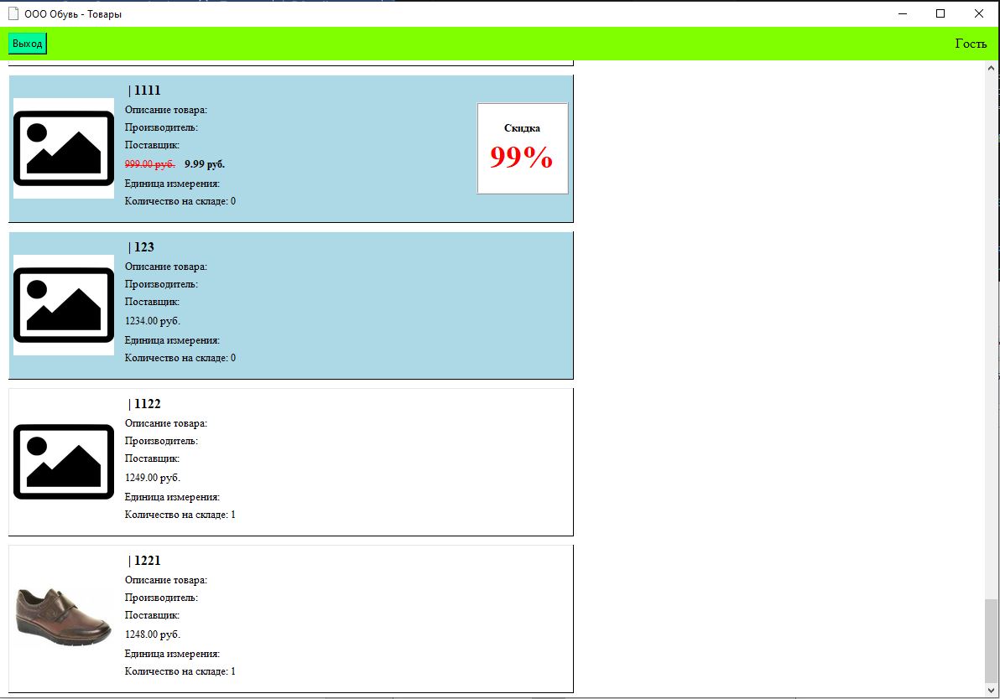 ООО Обувь - Товары
Выход
Гость
| 1111
Описание товара:
Производитель:
Поставщик:
999.00 руб. 9.99 руб.
Единица измерения:
Количество на складе: 0
Скидка
99%
| 123
Описание товара:
Производитель:
Поставщик:
1234.00 руб.
Единица измерения:
Количество на складе: 0
| 1122
Описание товара:
Производитель:
Поставщик:
1249.00 руб.
Единица измерения:
Количество на складе: 1
| 1221
Описание товара:
Производитель:
Поставщик:
1248.00 руб.
Единица измерения:
Количество на складе: 1